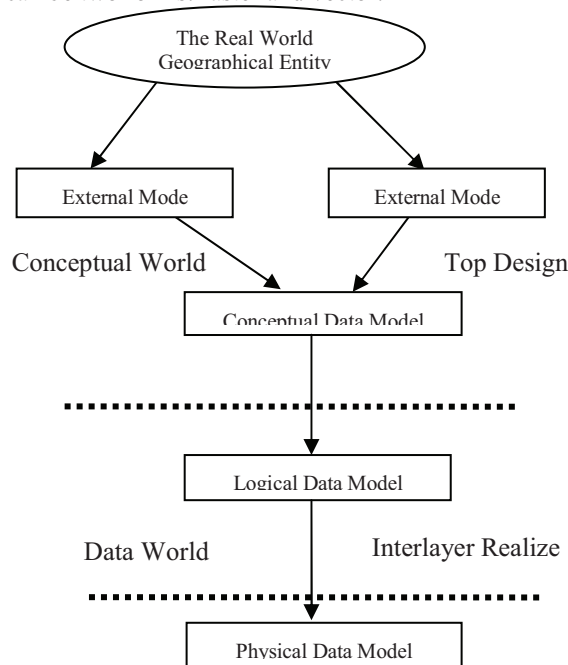 The Real World
Geographical Entity
External Mode
External Mode
Conceptual World
Top Design
Conceptual Data Model
Logical Data Model
Data World
Interlayer Realize
Physical Data Model